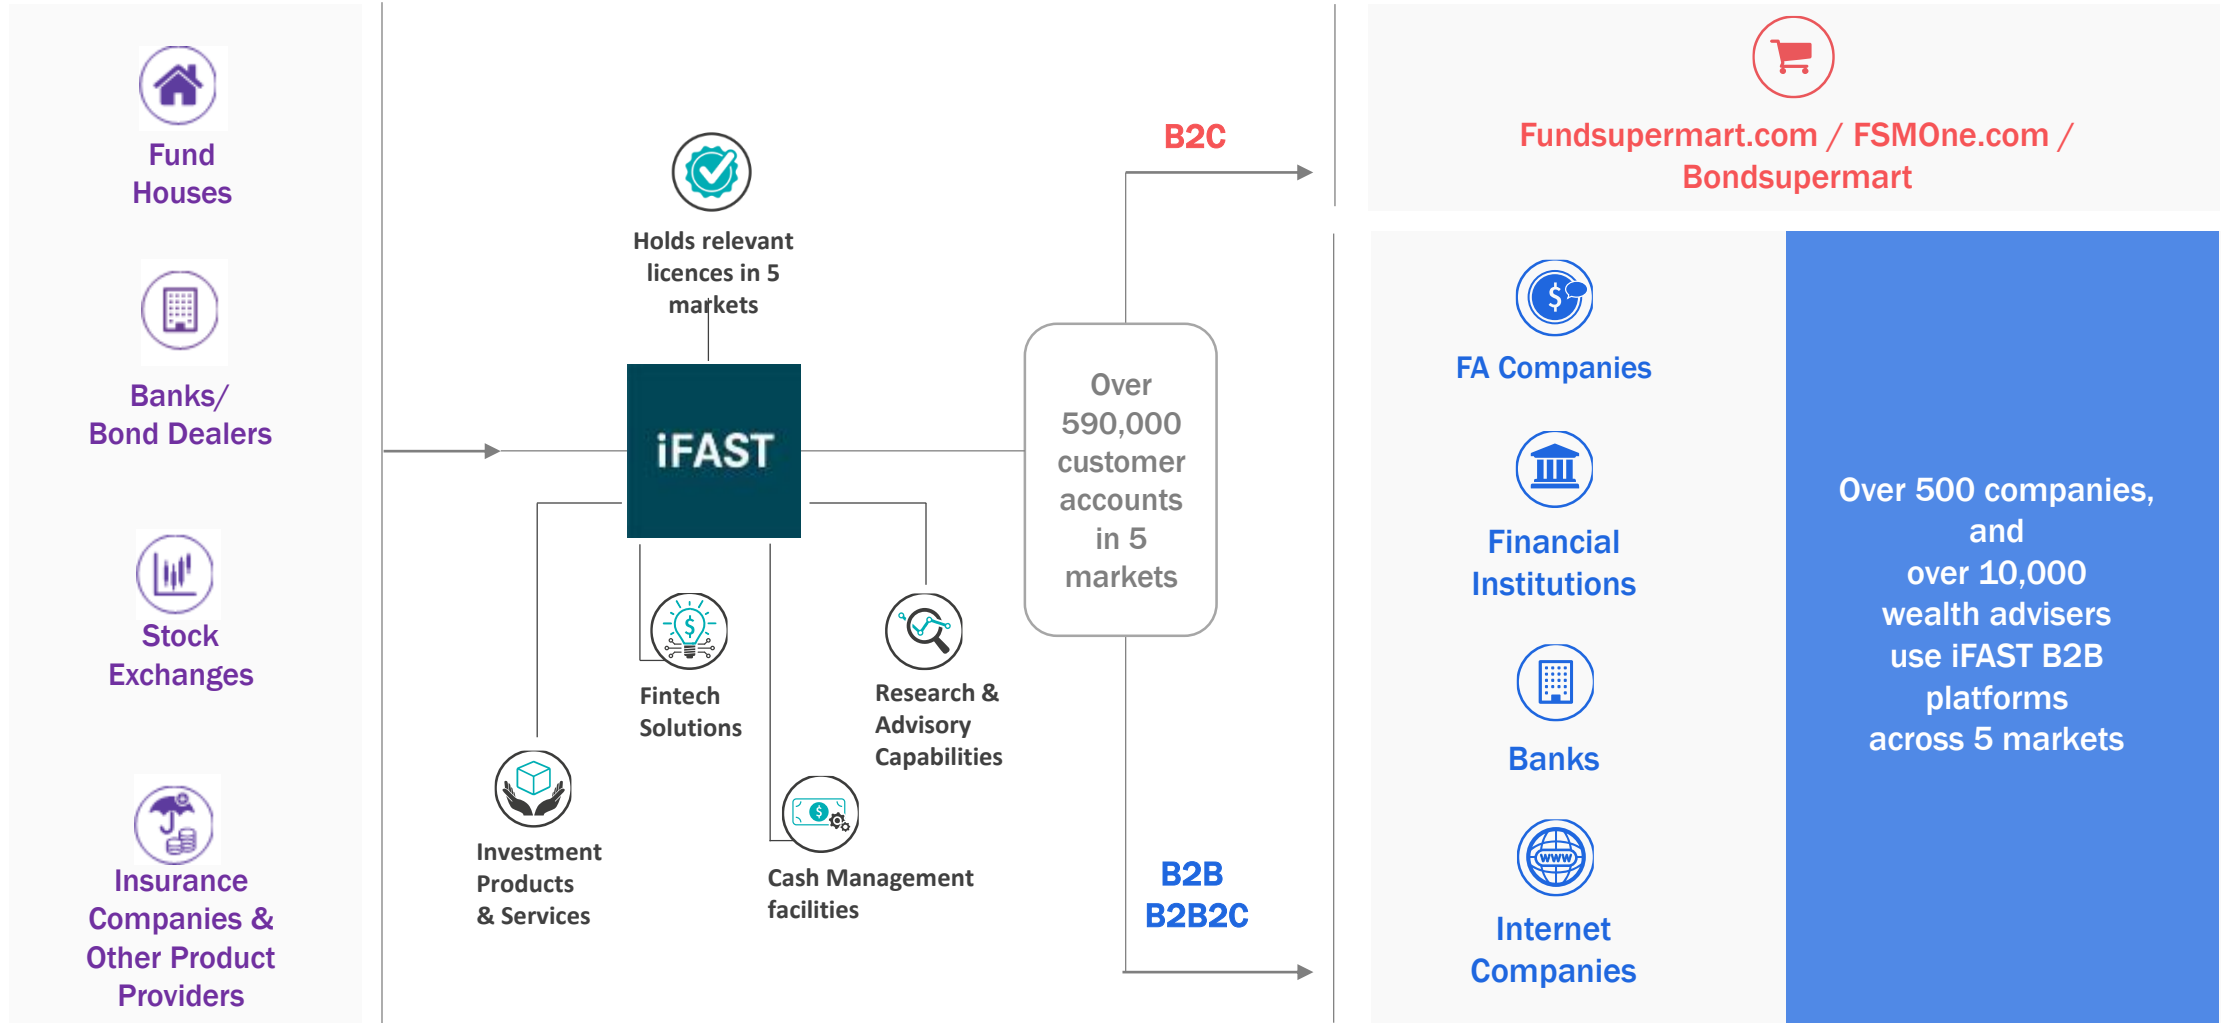 Fund
Houses
Banks/
Bond Dealers
Stock
Exchanges
Insurance
Companies &
Other Product
Providers
Holds relevant
licences in 5
markets
iFAST
Fintech
Solutions
Research &
Advisory
Capabilities
Investment
Products
& Services
Cash Management
facilities
Over
590,000
customer
accounts
in 5
markets
B2C
B2B
B2B2C
Fundsupermart.com / FSMOne.com /
Bondsupermart
FA Companies
Financial
Institutions
Banks
www
Internet
Companies
Over 500 companies,
and
over 10,000
wealth advisers
use iFAST B2B
platforms
across 5 markets